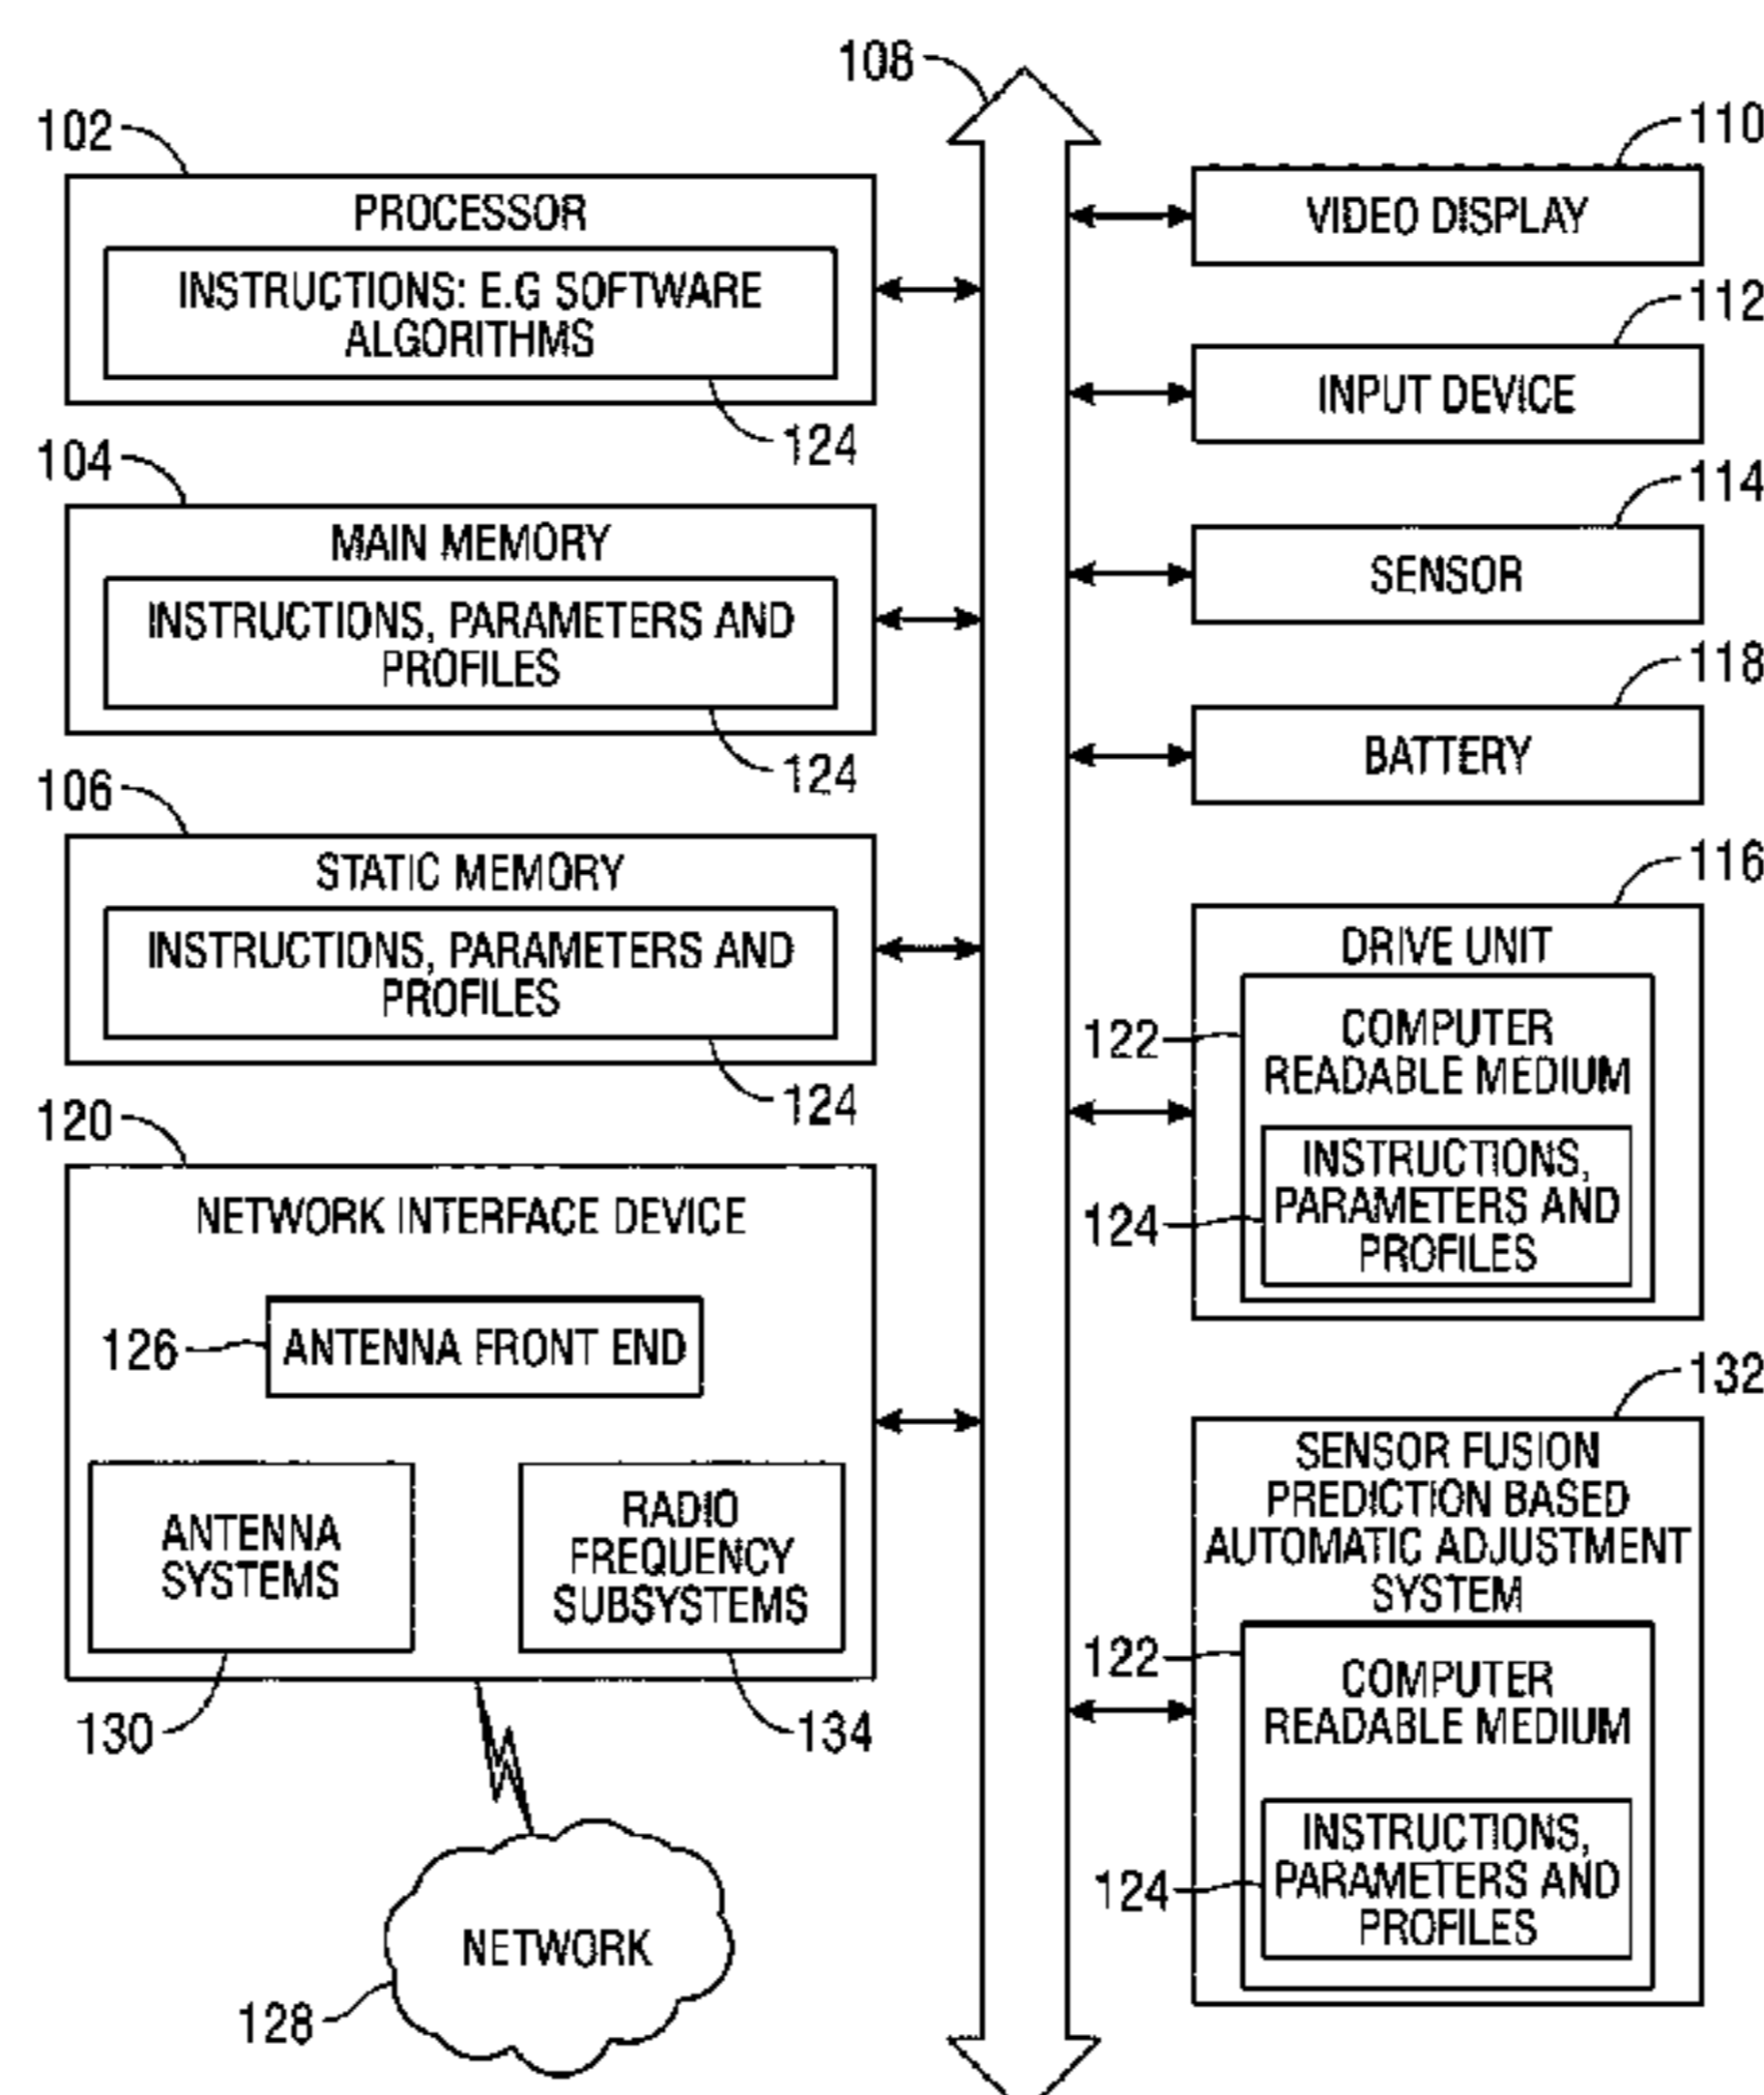 108
102
PROCESSOR
INSTRUCTIONS: E.G SOFTWARE
ALGORITHMS
124
104
MAIN MEMORY
INSTRUCTIONS, PARAMETERS AND
PROFILES
124
106
STATIC MEMORY
INSTRUCTIONS, PARAMETERS AND
PROFILES
124
120
NETWORK INTERFACE DEVICE
126
ANTENNA FRONT END
ANTENNA
SYSTEMS
RADIO
FREQUENCY
SUBSYSTEMS
130
134
NETWORK
128
110
VIDEO DISPLAY
112
INPUT DEVICE
114
SENSOR
118
BATTERY
116
DRIVE UNIT
122
COMPUTER
READABLE MEDIUM
124
INSTRUCTIONS,
PARAMETERS AND
PROFILES
132
SENSOR FUSION
PREDICTION BASED
AUTOMATIC ADJUSTMENT
SYSTEM
122
COMPUTER
READABLE MEDIUM
124
INSTRUCTIONS,
PARAMETERS AND
PROFILES